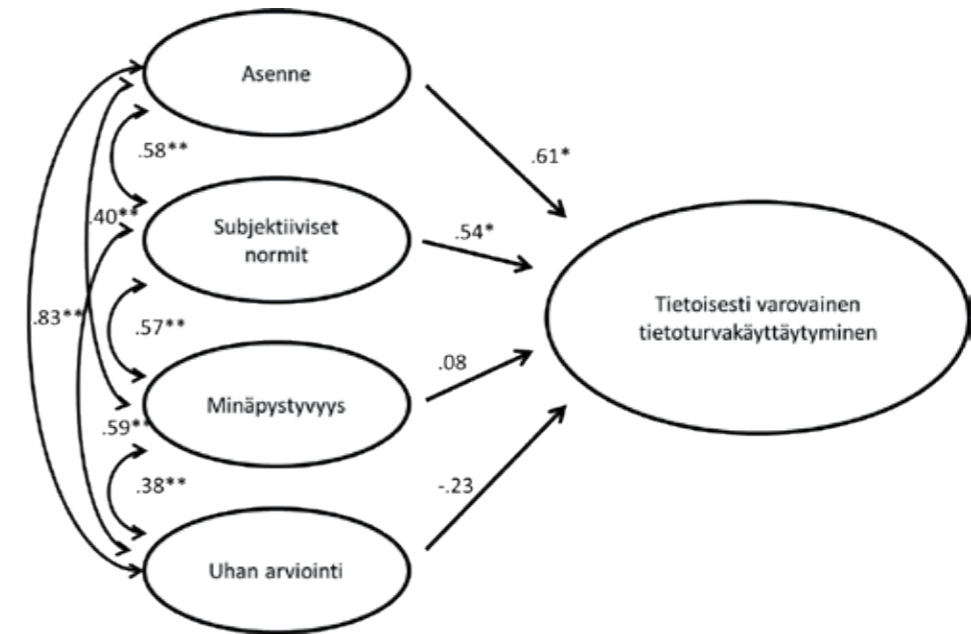 Asenne
.58**
.61*
.40**
Subjektiiviset
normit
.54*
.83**
.57**
Tietoisesti varovainen
tietoturvakäyttäytyminen
.08
Minäpystyvyys
.59**
.38**
-.23
Uhan arviointi